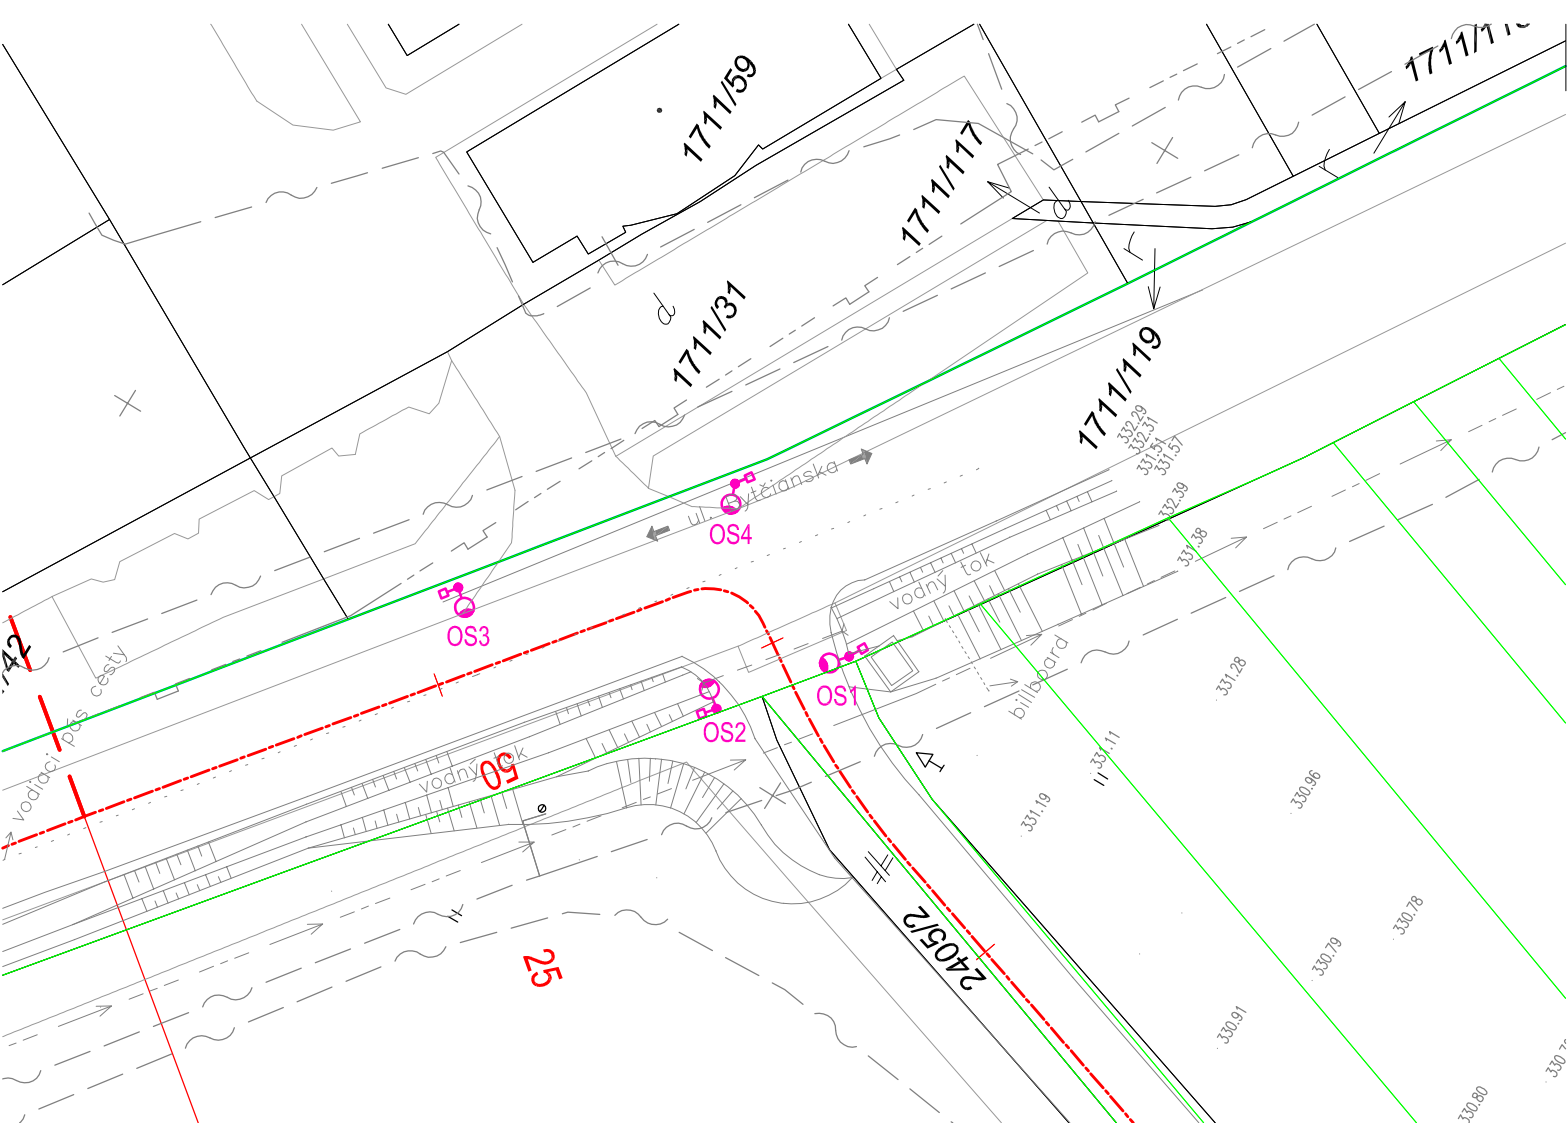 1711/59
1711/117
1711/31
1711/119
332.29
332.31
331.51
331.57
332.39
331.38
ul. Bytčianska
OS4
OS3
OS1
OS2
vodný tok
vodný tok
vodiaci pás cesty
billboard
50
25
2405/2
331.28
331.11
331.19
330.96
330.78
330.79
330.91
330.80